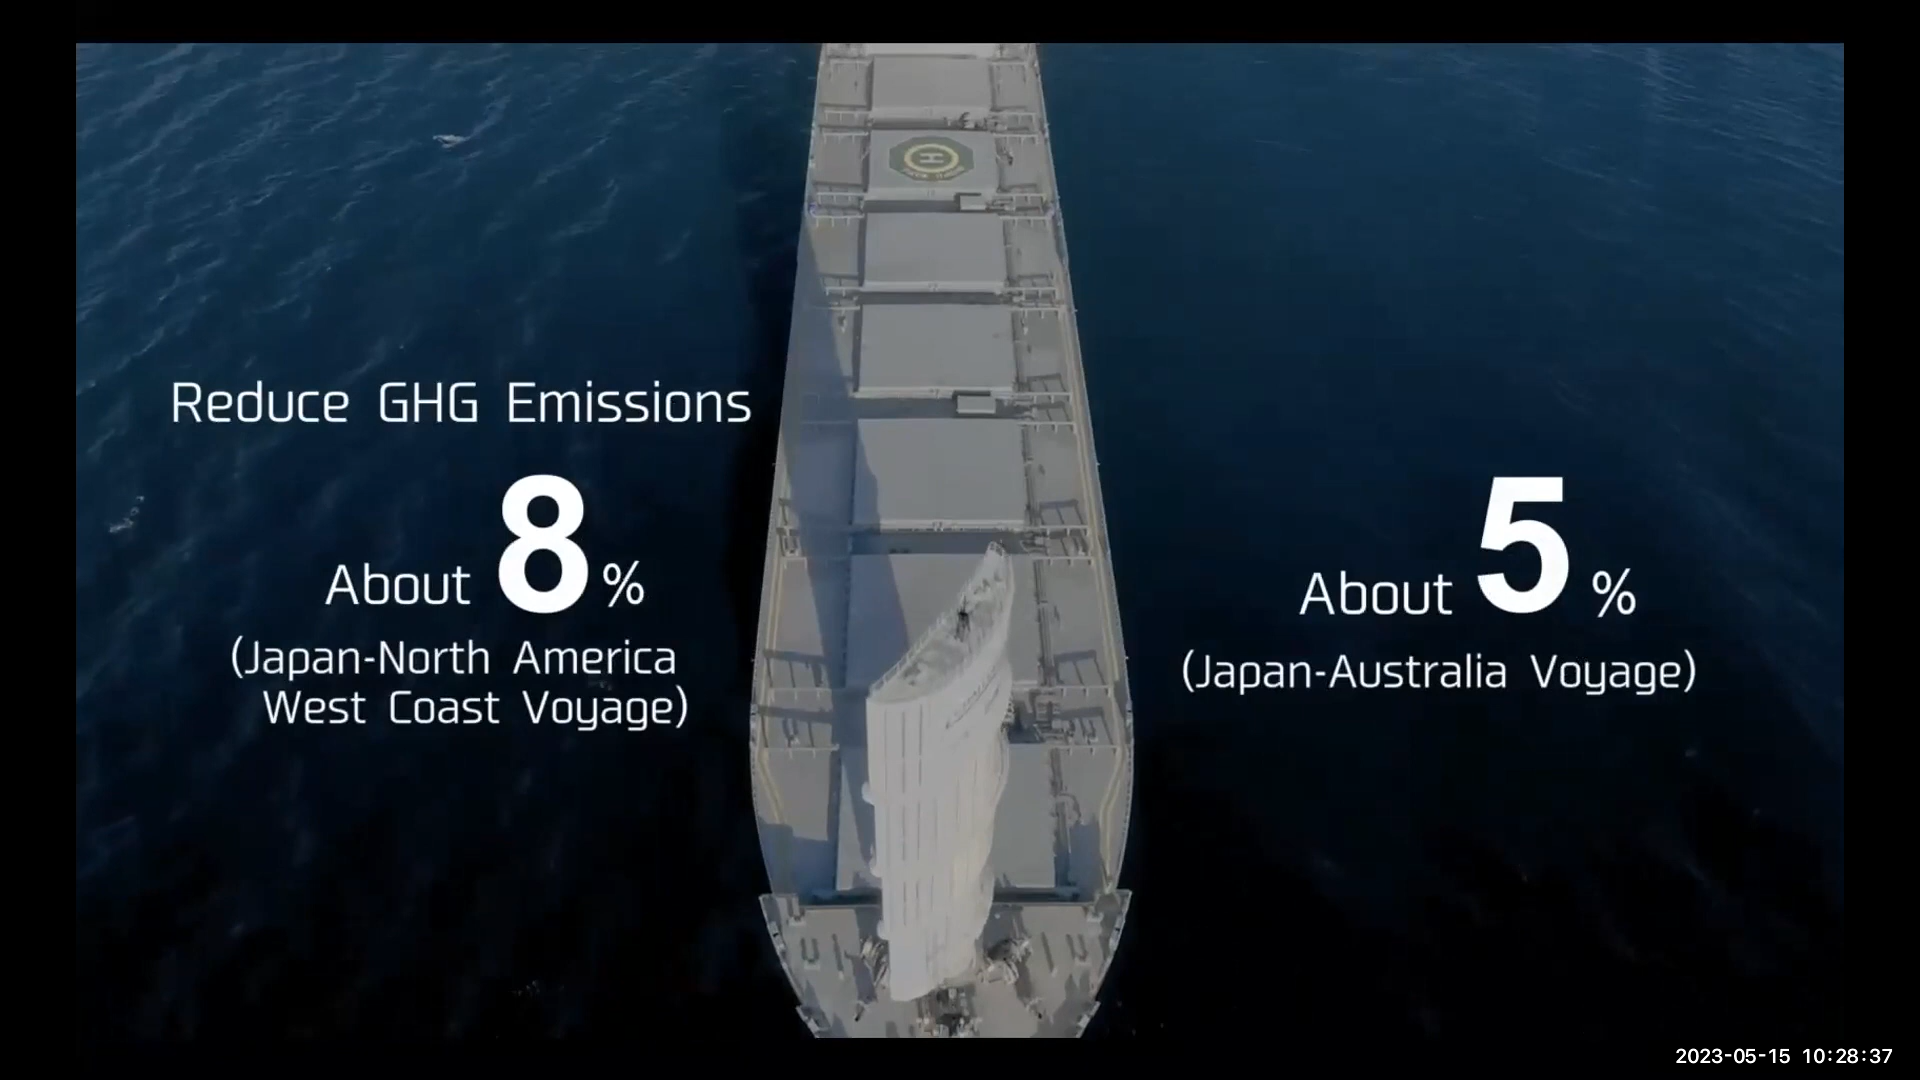 Reduce GHG Emissions
About 8 %
(Japan-North America
West Coast Voyage)
About 5 %
(Japan-Australia Voyage)
H
2023-05-15 10:28:37